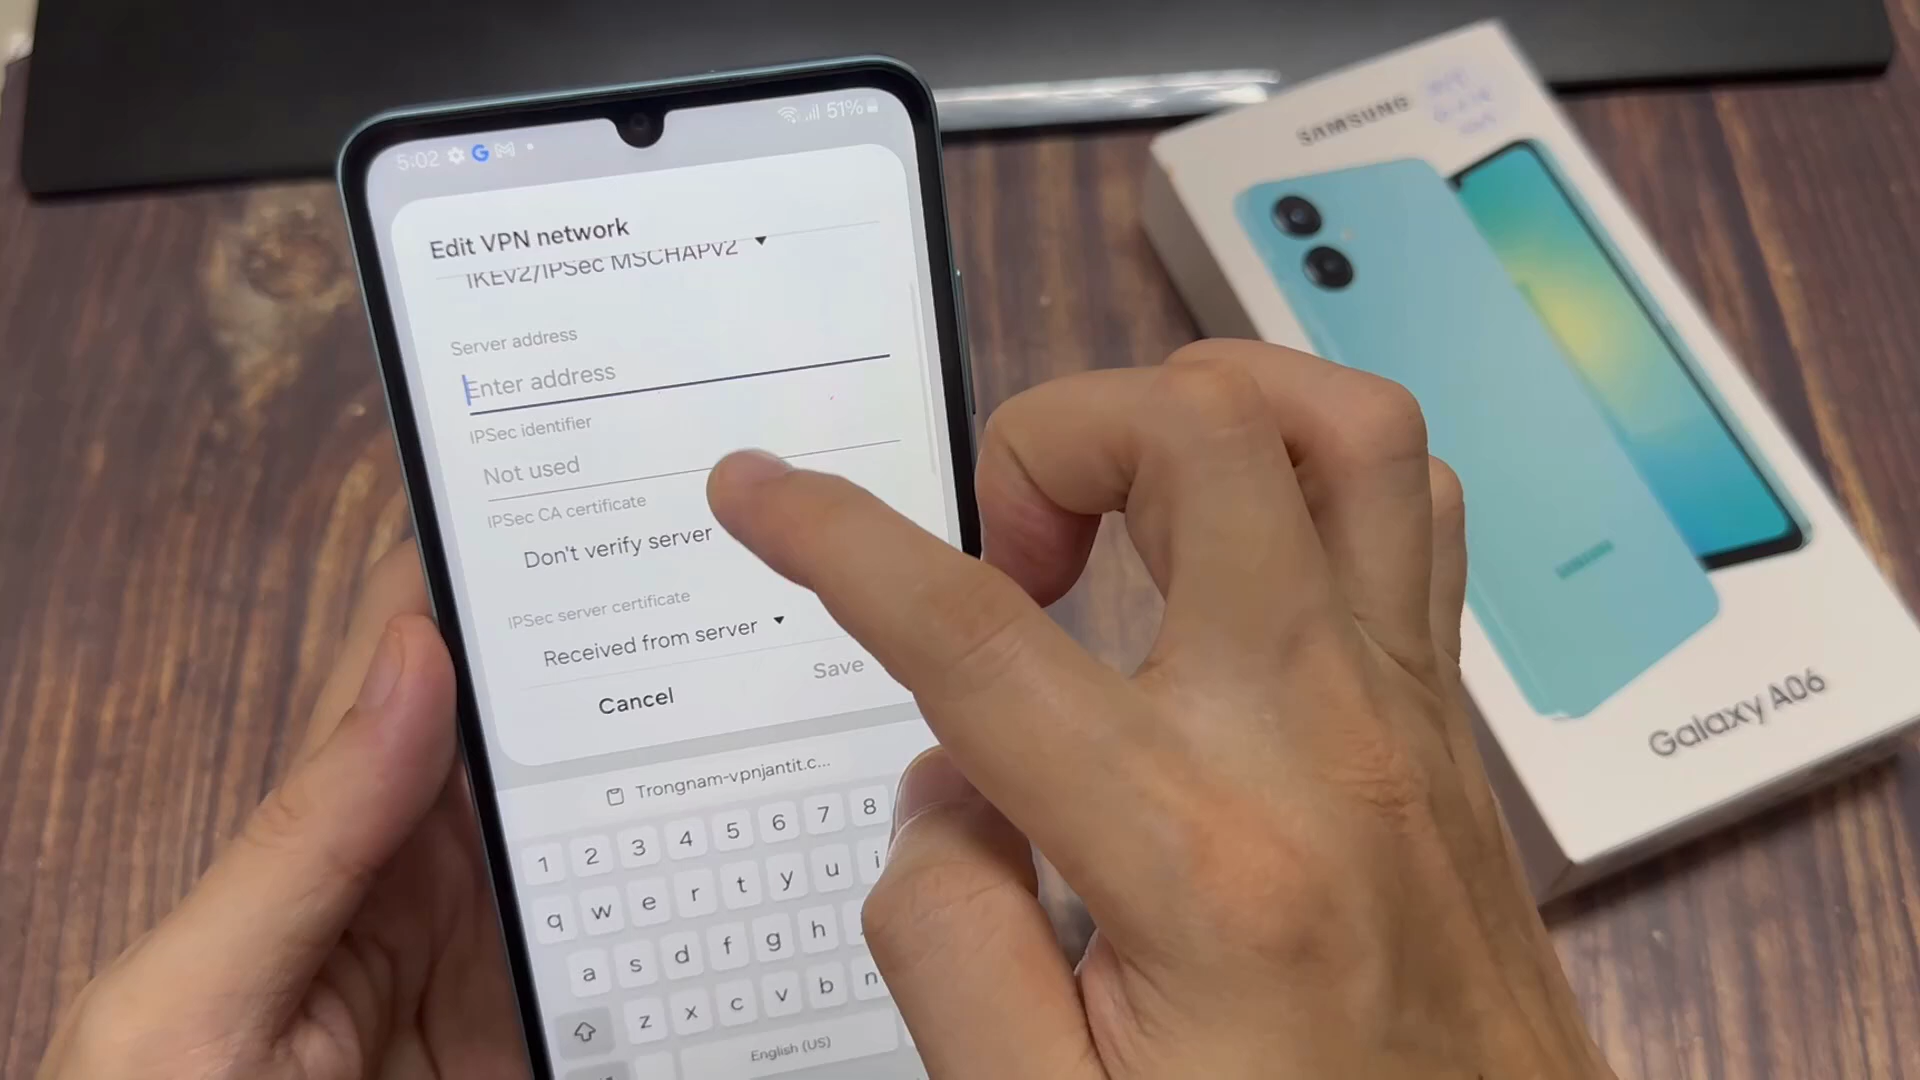 5:02
51%
Edit VPN network
IKEv2/IPSec MSCHAPv2
Server address
Enter address
IPSec identifier
Not used
IPSec CA certificate
Don't verify server
IPSec server certificate
Received from server
Cancel
Save
Trongnam-vpnjantit.c...
1 2 3 4 5 6 7 8
q w e r t y u i
a s d f g h
z x c v b n
English (US)
SAMSUNG
SAMSUNG
Galaxy A06